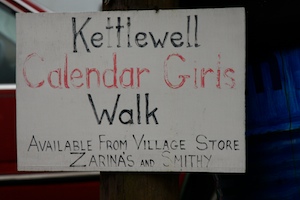 Kettlewell
Calendar Girls
Walk
AVAILABLE FROM VILLAGE STORE
ZARINA'S AND SMITHY